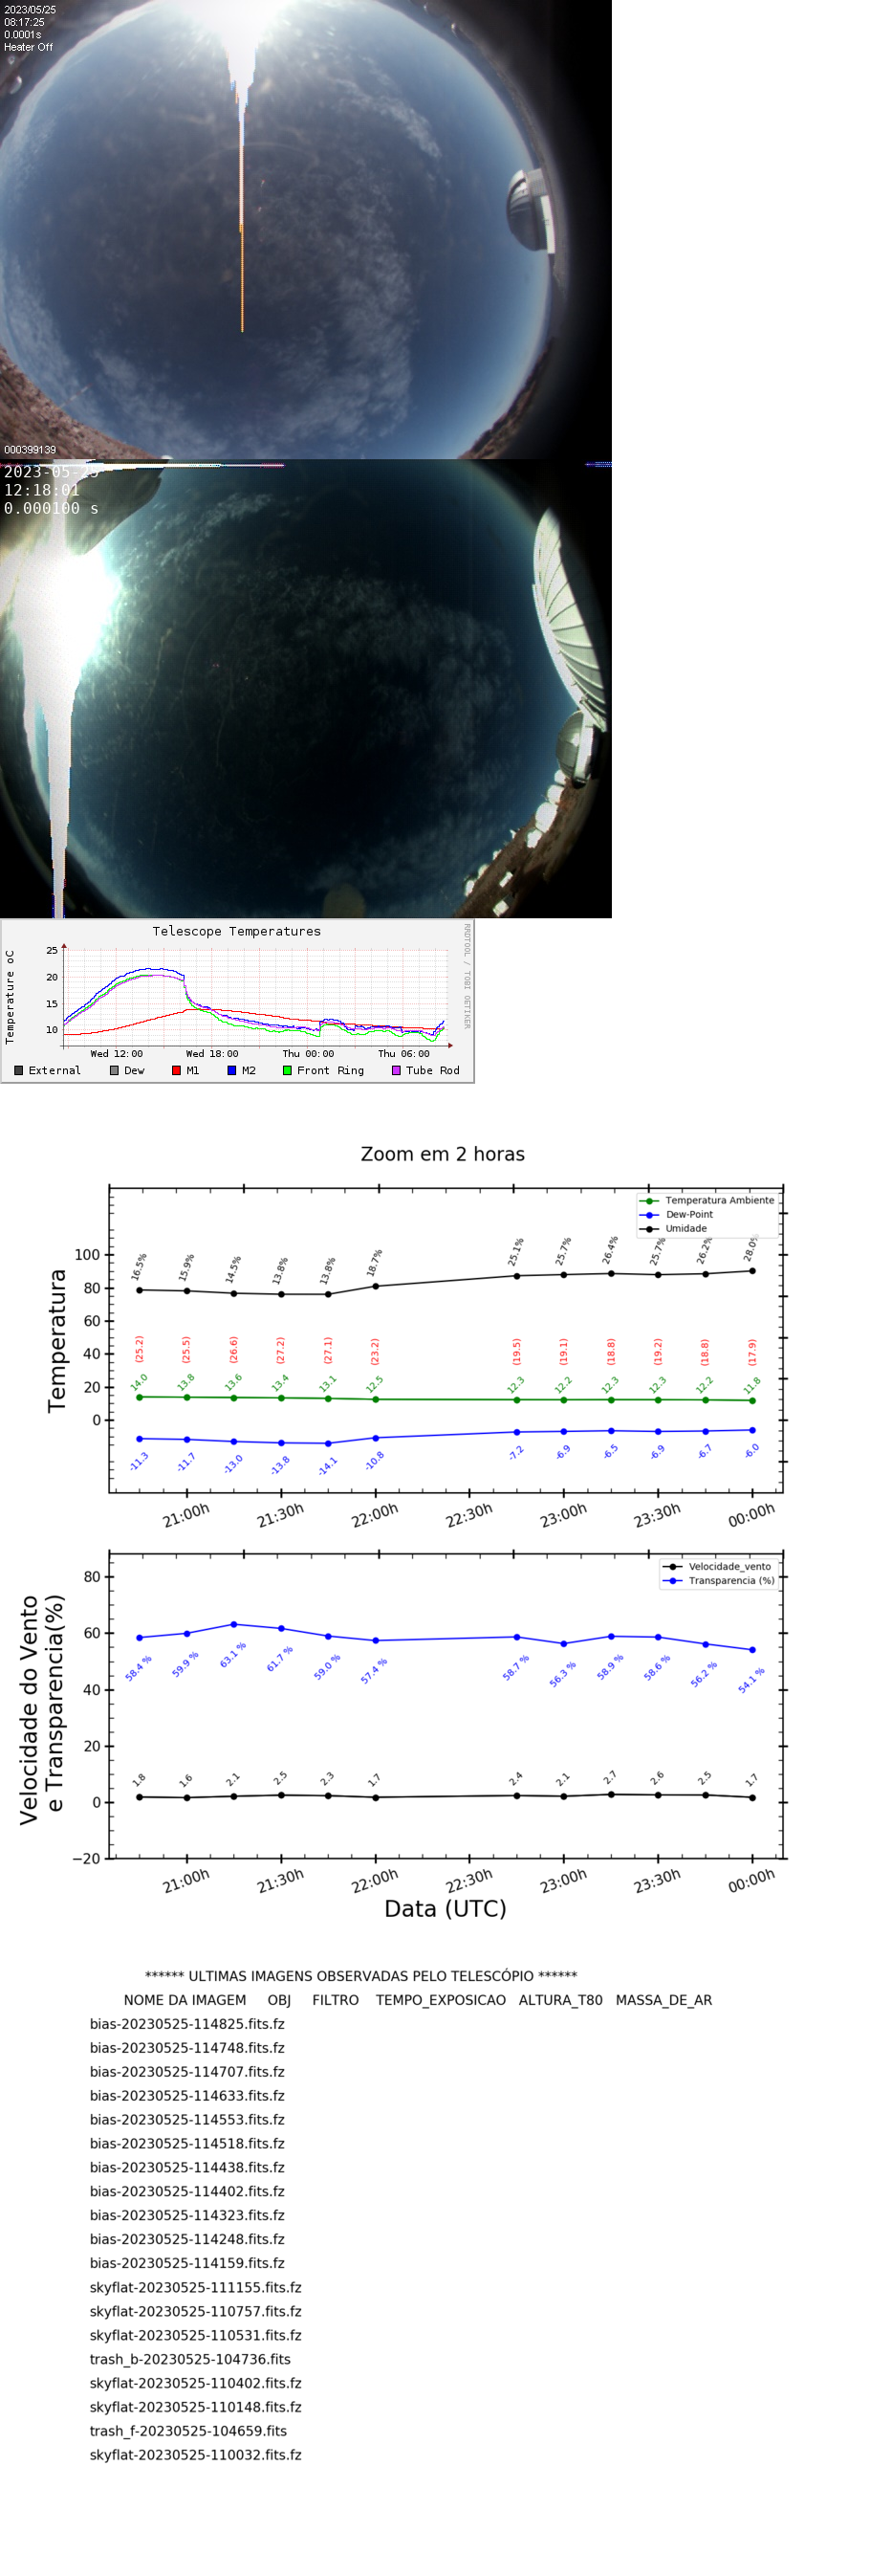 2023/05/25
08:17:25
0.0001s
Heater Off
000399139
2023-05-25
12:18:01
0.000100 s
Telescope Temperatures
RRDTOOL / TOBI OETIKER
Temperature oC
25
20
15
10
Wed 12:00 Wed 18:00 Thu 00:00 Thu 06:00
External Dew M1 M2 Front Ring Tube Rod
Zoom em 2 horas
Temperatura Ambiente
Dew-Point
Umidade
Temperatura
100
80
60
40
20
0
16.5% 15.9% 14.5% 13.8% 13.8% 18.7% 25.1% 25.7% 26.4% 25.7% 26.2% 28.0%
(25.2) (25.5) (26.6) (27.2) (27.1) (23.2) (19.5) (19.1) (18.8) (19.2) (18.8) (17.9)
14.0 13.8 13.6 13.4 13.1 12.5 12.3 12.2 12.3 12.3 12.2 11.8
-11.3 -11.7 -13.0 -13.8 -14.1 -10.8 -7.2 -6.9 -6.5 -6.9 -6.7 -6.0
21:00h 21:30h 22:00h 22:30h 23:00h 23:30h 00:00h
Velocidade_vento
Transparencia (%)
Velocidade do Vento
e Transparencia(%)
80
60
40
20
0
−20
58.4 % 59.9 % 63.1 % 61.7 % 59.0 % 57.4 % 58.7 % 56.3 % 58.9 % 58.6 % 56.2 % 54.1 %
1.8 1.6 2.1 2.5 2.3 1.7 2.4 2.1 2.7 2.6 2.5 1.7
21:00h 21:30h 22:00h 22:30h 23:00h 23:30h 00:00h
Data (UTC)
****** ULTIMAS IMAGENS OBSERVADAS PELO TELESCÓPIO ******
NOME DA IMAGEM OBJ FILTRO TEMPO_EXPOSICAO ALTURA_T80 MASSA_DE_AR
bias-20230525-114825.fits.fz
bias-20230525-114748.fits.fz
bias-20230525-114707.fits.fz
bias-20230525-114633.fits.fz
bias-20230525-114553.fits.fz
bias-20230525-114518.fits.fz
bias-20230525-114438.fits.fz
bias-20230525-114402.fits.fz
bias-20230525-114323.fits.fz
bias-20230525-114248.fits.fz
bias-20230525-114159.fits.fz
skyflat-20230525-111155.fits.fz
skyflat-20230525-110757.fits.fz
skyflat-20230525-110531.fits.fz
trash_b-20230525-104736.fits
skyflat-20230525-110402.fits.fz
skyflat-20230525-110148.fits.fz
trash_f-20230525-104659.fits
skyflat-20230525-110032.fits.fz